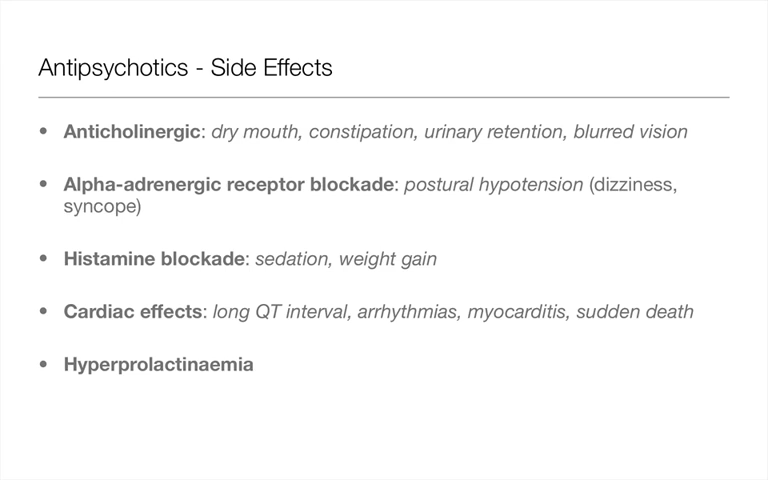 Antipsychotics - Side Effects
• Anticholinergic: dry mouth, constipation, urinary retention, blurred vision
• Alpha-adrenergic receptor blockade: postural hypotension (dizziness,
syncope)
• Histamine blockade: sedation, weight gain
• Cardiac effects: long QT interval, arrhythmias, myocarditis, sudden death
• Hyperprolactinaemia